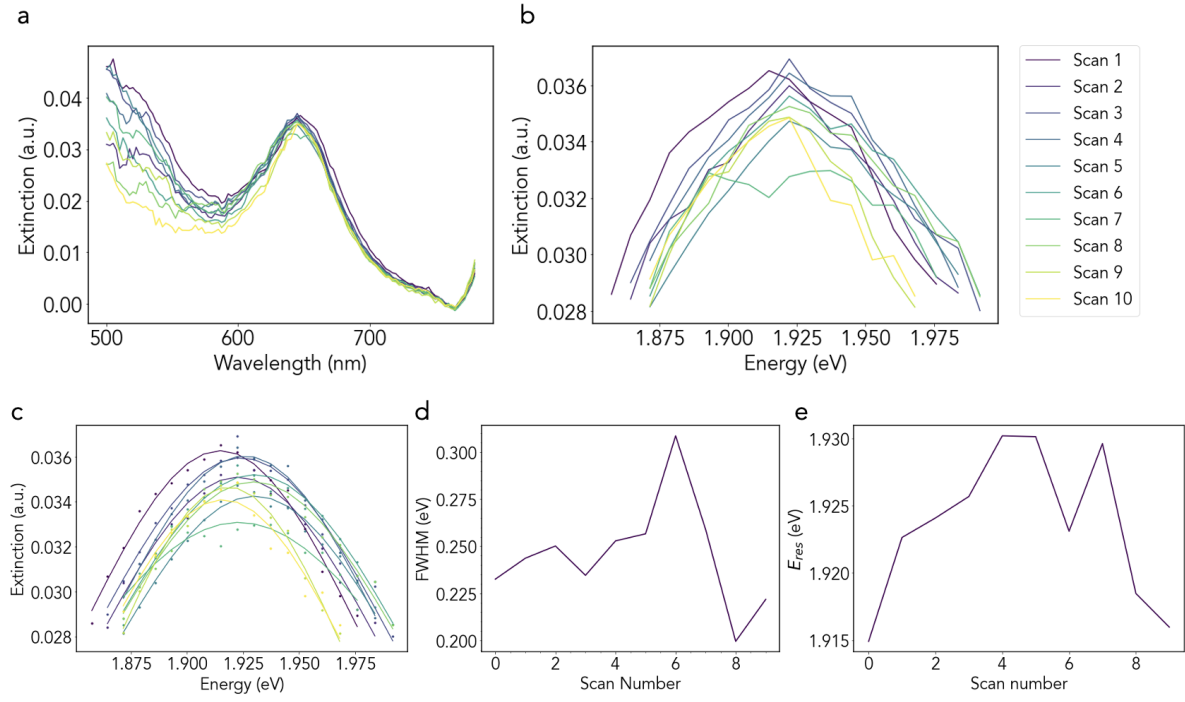 a
Extinction (a.u.)
0.04
0.03
0.02
0.01
0.00
500
600
700
Wavelength (nm)
b
Extinction (a.u.)
0.036
0.034
0.032
0.030
0.028
1.875
1.900
1.925
1.950
1.975
Energy (eV)
Scan 1
Scan 2
Scan 3
Scan 4
Scan 5
Scan 6
Scan 7
Scan 8
Scan 9
Scan 10
c
Extinction (a.u.)
0.036
0.034
0.032
0.030
0.028
1.875
1.900
1.925
1.950
1.975
Energy (eV)
d
FWHM (eV)
0.300
0.275
0.250
0.225
0.200
0
2
4
6
8
Scan Number
e
Eres (eV)
1.930
1.925
1.920
1.915
0
2
4
6
8
Scan number